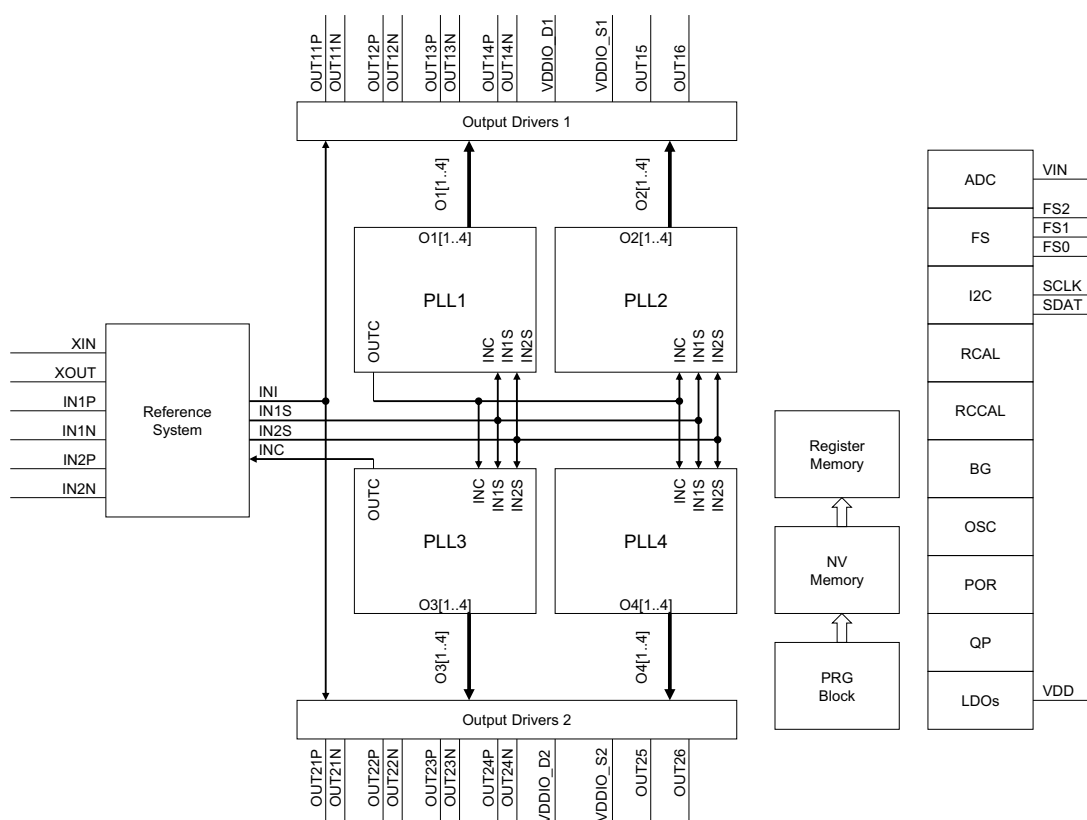 OUT11P
OUT11N
OUT12P
OUT12N
OUT13P
OUT13N
OUT14P
OUT14N
VDDIO_D1
VDDIO_S1
OUT15
OUT16
Output Drivers 1
O1[1..4]
O2[1..4]
O1[1..4]
PLL1
OUTC
INC
IN1S
IN2S
O2[1..4]
PLL2
INC
IN1S
IN2S
XIN
XOUT
IN1P
IN1N
IN2P
IN2N
Reference
System
INI
IN1S
IN2S
INC
OUTC
INC
IN1S
IN2S
PLL3
O3[1..4]
INC
IN1S
IN2S
PLL4
O4[1..4]
O3[1..4]
O4[1..4]
Output Drivers 2
OUT21P
OUT21N
OUT22P
OUT22N
OUT23P
OUT23N
OUT24P
OUT24N
VDDIO_D2
VDDIO_S2
OUT25
OUT26
Register
Memory
NV
Memory
PRG
Block
ADC
VIN
FS
FS2
FS1
FS0
I2C
SCLK
SDAT
RCAL
RCCAL
BG
OSC
POR
QP
LDOs
VDD